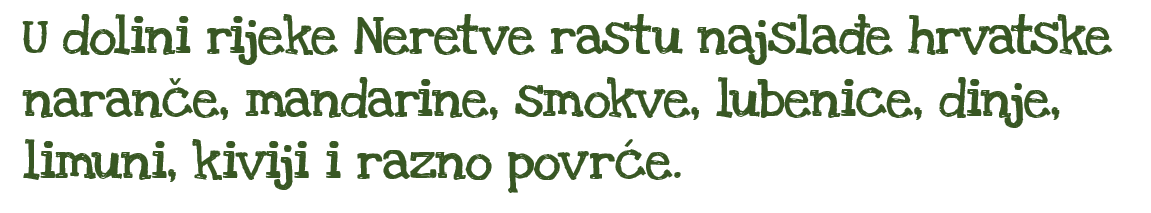 U dolini rijeke Neretve rastu najslađe hrvatske
naranče, mandarine, smokve, lubenice, dinje,
limuni, kiviji i razno povrće.